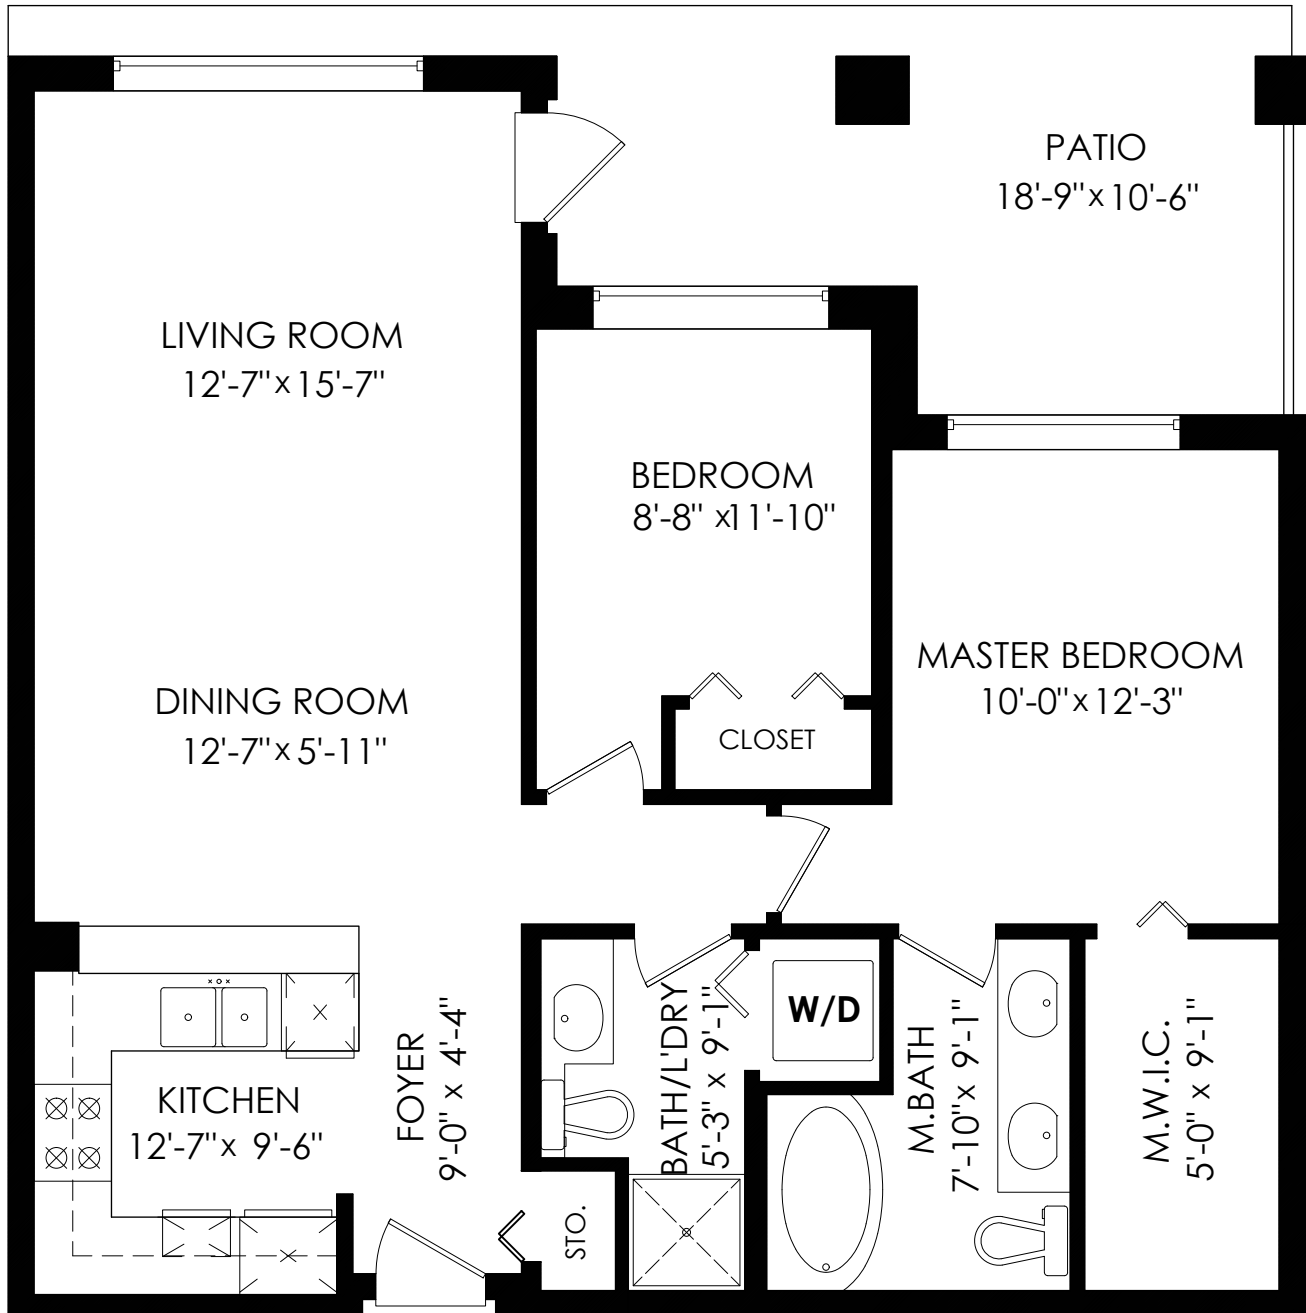 PATIO
18'-9"x10'-6"
LIVING ROOM
12'-7"x15'-7"
BEDROOM
8'-8" x11'-10"
MASTER BEDROOM
10'-0"x12'-3"
DINING ROOM
12'-7"x5'-11"
CLOSET
KITCHEN
12'-7"x 9'-6"
FOYER
9'-0" x 4'-4"
STO.
BATH/L'DRY
5'-3" x 9'-1"
W/D
M.BATH
7'-10"x 9'-1"
M.W.I.C.
5'-0" x 9'-1"